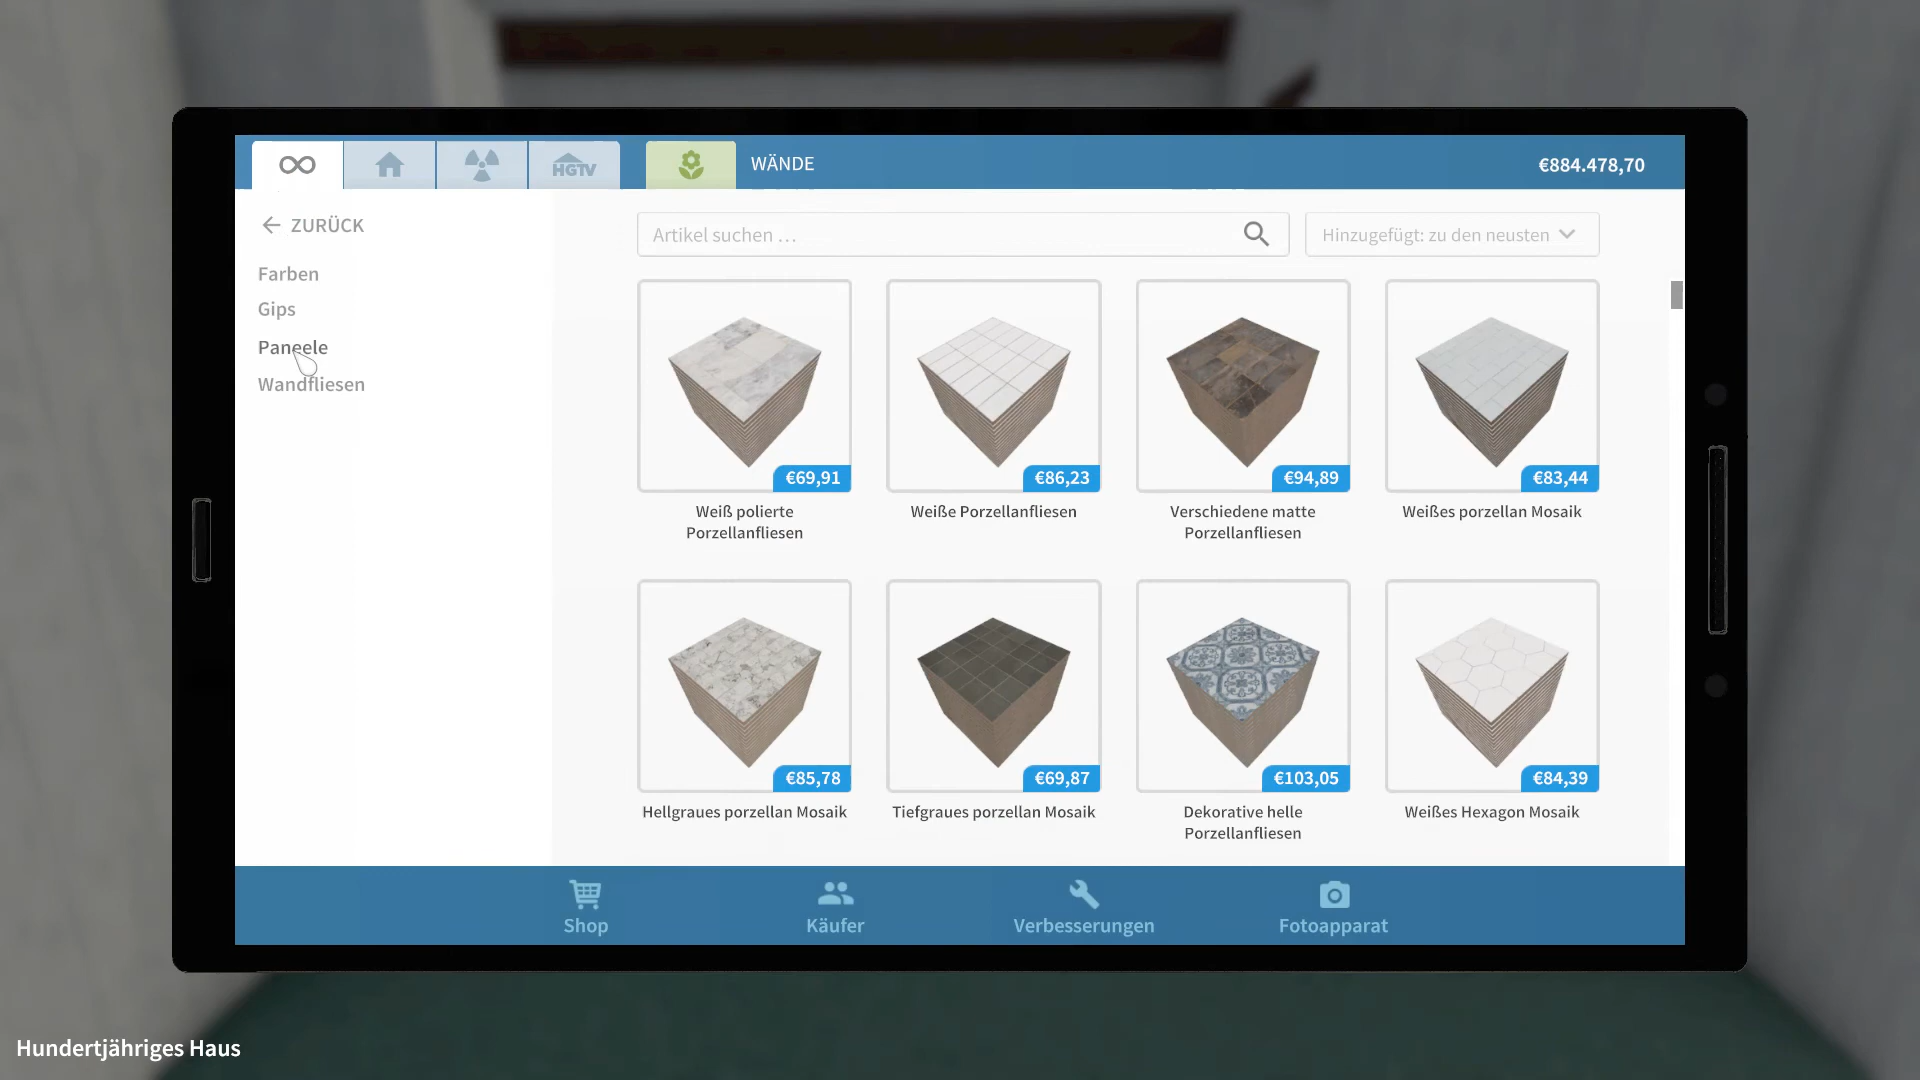 HGTV
WÄNDE
€884.478,70
ZURÜCK
Farben
Gips
Paneele
Wandfliesen
Artikel suchen …
Hinzugefügt: zu den neusten
€69,91
€86,23
€94,89
€83,44
Weiß polierte
Porzellanfliesen
Weiße Porzellanfliesen
Verschiedene matte
Porzellanfliesen
Weißes porzellan Mosaik
€85,78
€69,87
€103,05
€84,39
Hellgraues porzellan Mosaik
Tiefgraues porzellan Mosaik
Dekorative helle
Porzellanfliesen
Weißes Hexagon Mosaik
Shop
Käufer
Verbesserungen
Fotoapparat
Hundertjähriges Haus